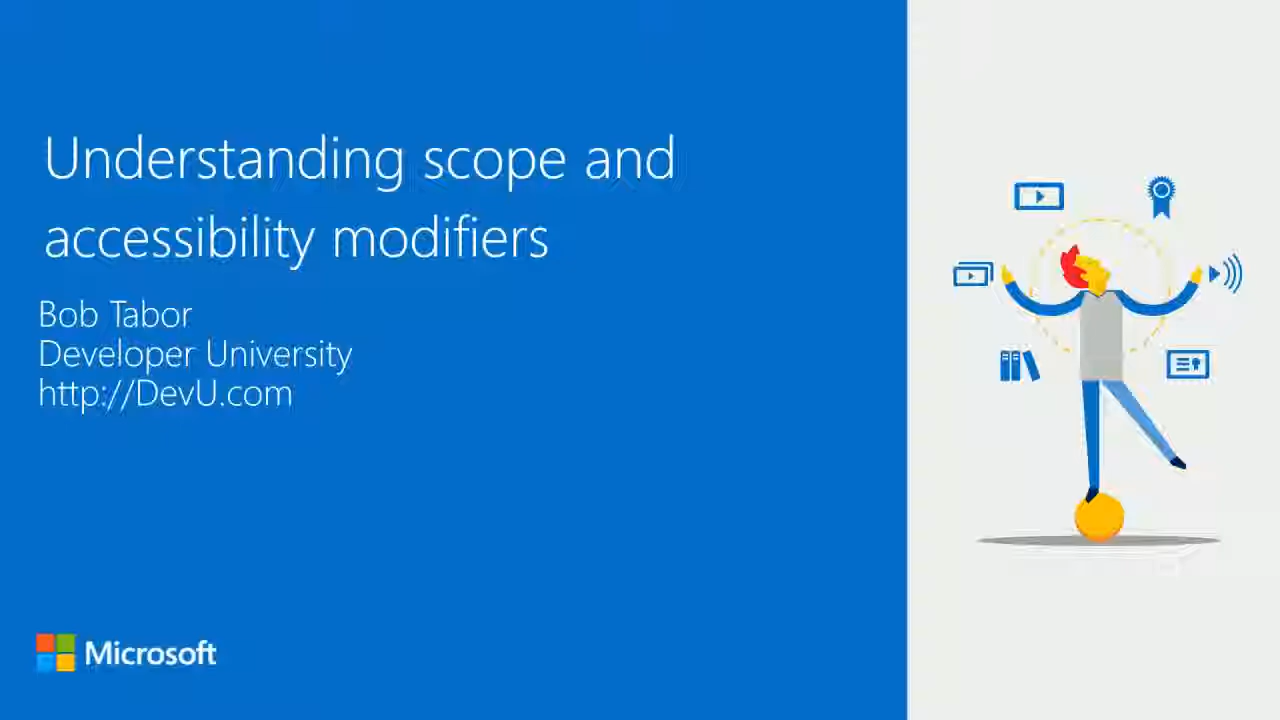 Understanding scope and
accessibility modifiers
Bob Tabor
Developer University
http://DevU.com
Microsoft